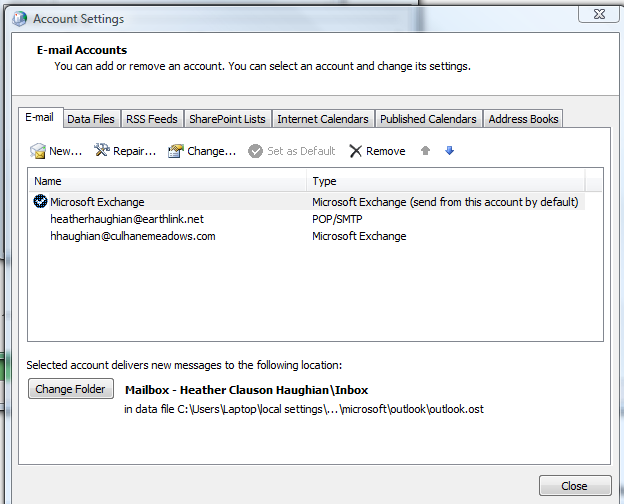 Account Settings
E-mail Accounts
You can add or remove an account. You can select an account and change its settings.
E-mail Data Files RSS Feeds SharePoint Lists Internet Calendars Published Calendars Address Books
New... Repair... Change... Set as Default Remove
Name Type
Microsoft Exchange Microsoft Exchange (send from this account by default)
heatherhaughian@earthlink.net POP/SMTP
hhaughian@culhanemeadows.com Microsoft Exchange
Selected account delivers new messages to the following location:
Change Folder Mailbox - Heather Clauson Haughian\Inbox
in data file C:\Users\Laptop\local settings\...\microsoft\outlook\outlook.ost
Close